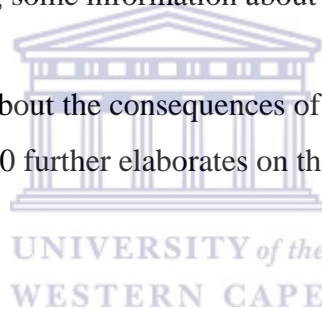 , some information about
bout the consequences of
0 further elaborates on th
UNIVERSITY of the
WESTERN CAPE